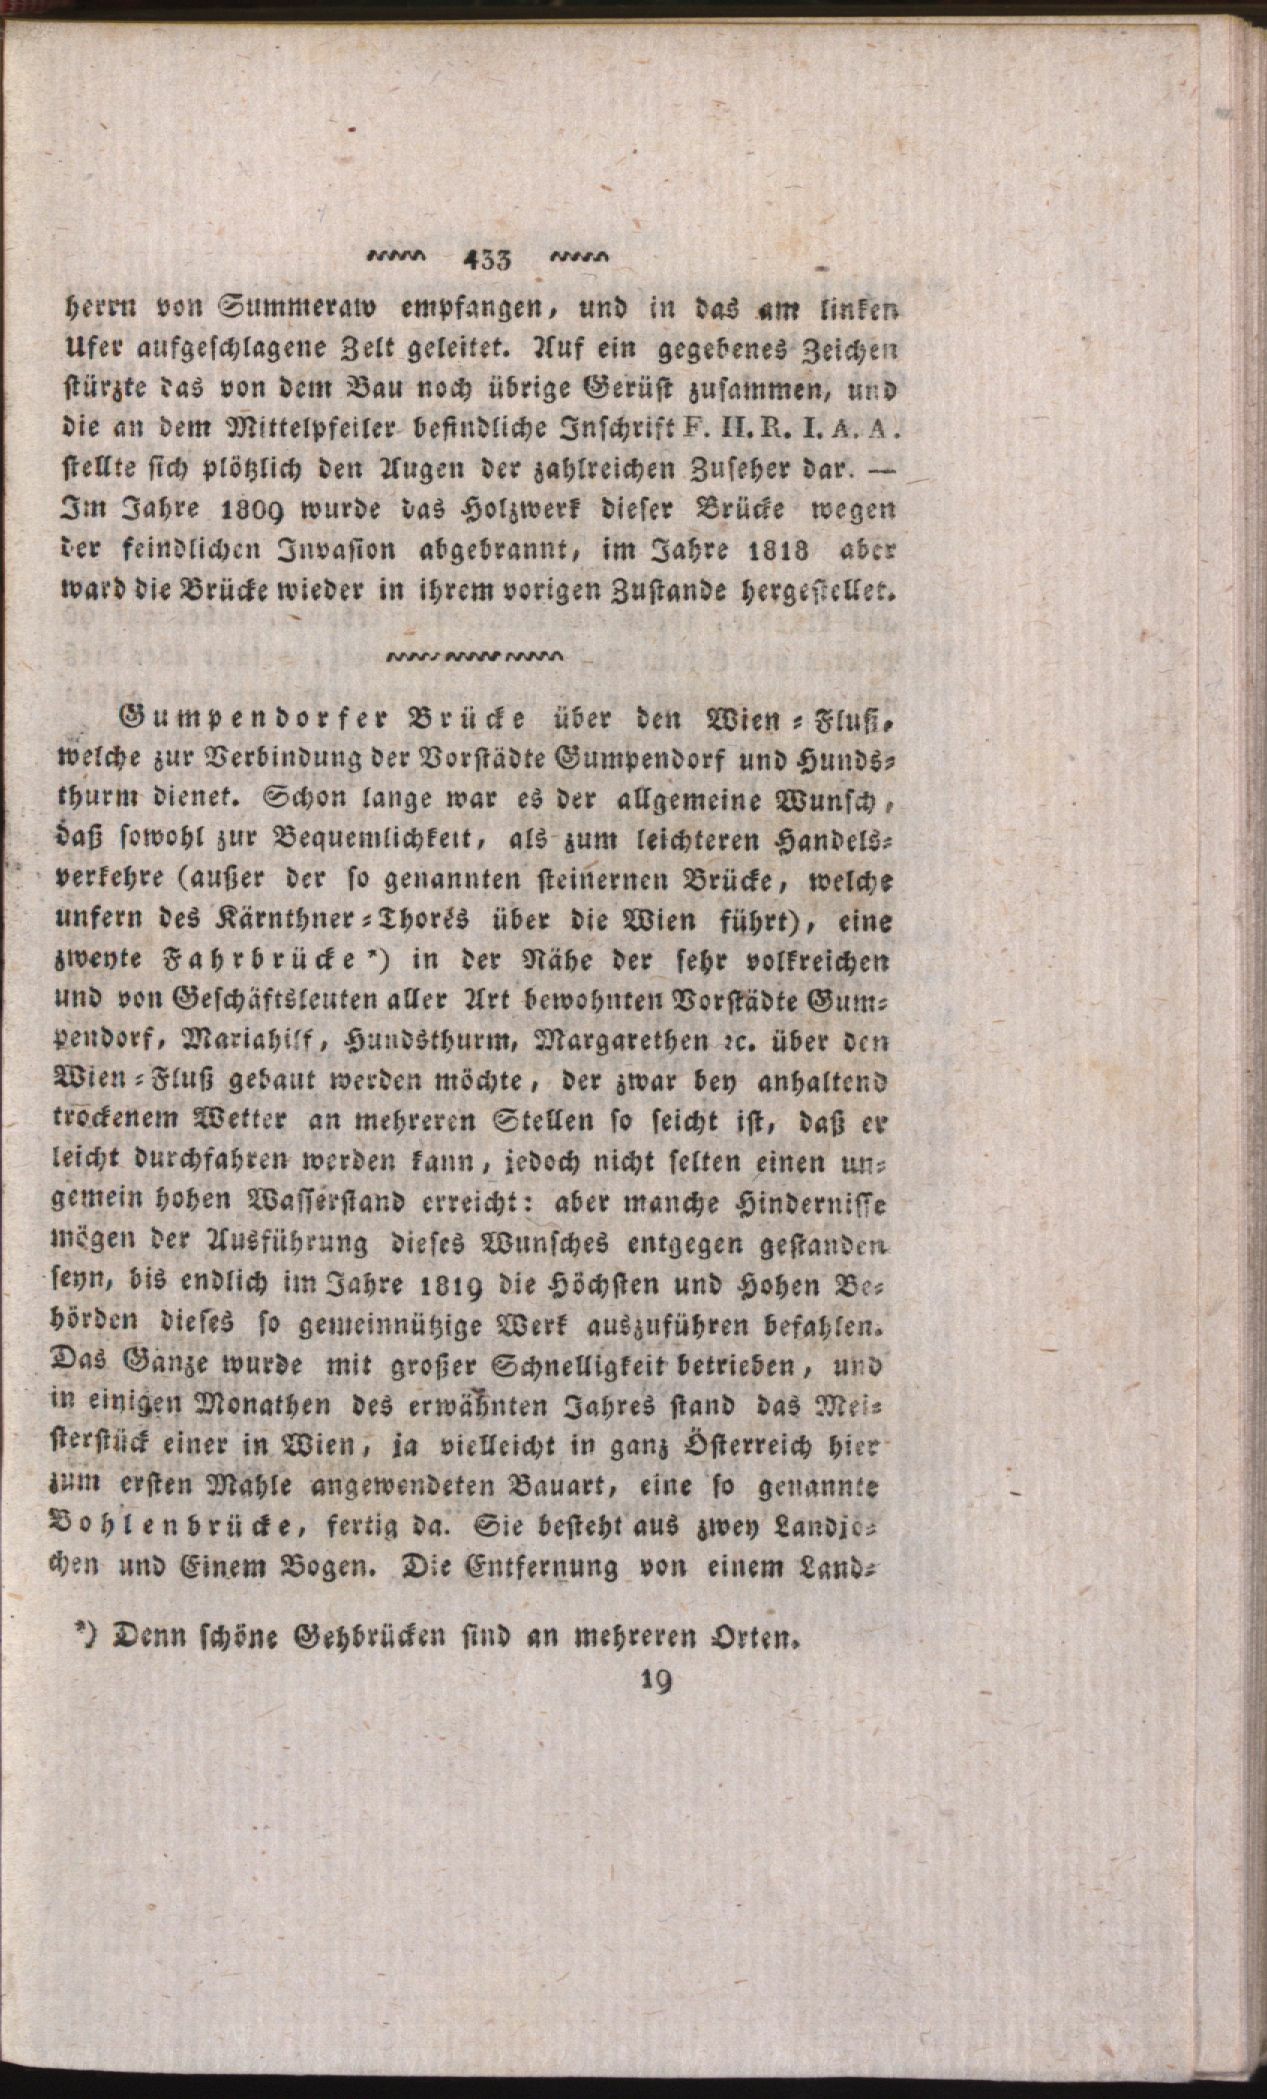 433
herrn von Summeraw empfangen, und in das am linken
Ufer aufgeschlagene Zelt geleitet. Auf ein gegebenes Zeichen
stürzte das von dem Bau noch übrige Gerüst zusammen, und
die an dem Mittelpfeiler befindliche Inschrift F. II. R. I. A. A.
stellte sich plötzlich den Augen der zahlreichen Zuseher dar. —
Im Jahre 1809 wurde das Holzwerk dieser Brücke wegen
der feindlichen Invasion abgebrannt, im Jahre 1818 aber
ward die Brücke wieder in ihrem vorigen Zustande hergestellet.
Gumpendorfer Brücke über den Wien-Fluß,
welche zur Verbindung der Vorstädte Gumpendorf und Hunds-
thurm dienet. Schon lange war es der allgemeine Wunsch,
daß sowohl zur Bequemlichkeit, als zum leichteren Handels-
verkehre (außer der so genannten steinernen Brücke, welche
unfern des Kärnthner-Thores über die Wien führt), eine
zweyte Fahrbrücke*) in der Nähe der sehr volkreichen
und von Geschäftsleuten aller Art bewohnten Vorstädte Gum-
pendorf, Mariahilf, Hundsthurm, Margarethen ꝛc. über den
Wien-Fluß gebaut werden möchte, der zwar bey anhaltend
trockenem Wetter an mehreren Stellen so seicht ist, daß er
leicht durchfahren werden kann, jedoch nicht selten einen un-
gemein hohen Wasserstand erreicht: aber manche Hindernisse
mögen der Ausführung dieses Wunsches entgegen gestanden
seyn, bis endlich im Jahre 1819 die Höchsten und Hohen Be-
hörden dieses so gemeinnützige Werk auszuführen befahlen.
Das Ganze wurde mit großer Schnelligkeit betrieben, und
in einigen Monathen des erwähnten Jahres stand das Mei-
sterstück einer in Wien, ja vielleicht in ganz Österreich hier
zum ersten Mahle angewendeten Bauart, eine so genannte
Bohlenbrücke, fertig da. Sie besteht aus zwey Landjo-
chen und Einem Bogen. Die Entfernung von einem Land-
*) Denn schöne Gehbrücken sind an mehreren Orten.
19